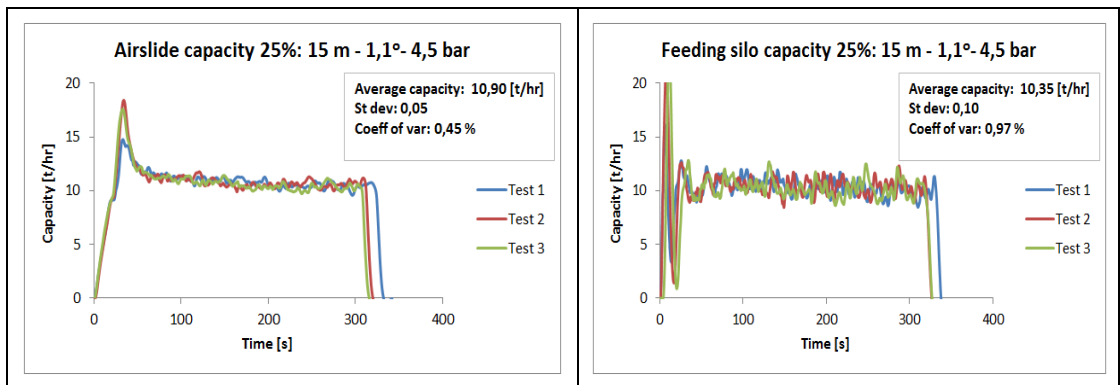 Airslide capacity 25%: 15 m - 1,1º- 4,5 bar
Average capacity: 10,90 [t/hr]
St dev: 0,05
Coeff of var: 0,45 %
Capacity [t/hr]
20
15
10
5
0
0 100 200 300 400
Time [s]
Test 1
Test 2
Test 3
Feeding silo capacity 25%: 15 m - 1,1º- 4,5 bar
Average capacity: 10,35 [t/hr]
St dev: 0,10
Coeff of var: 0,97 %
Capacity [t/hr]
20
15
10
5
0
0 100 200 300 400
Time [s]
Test 1
Test 2
Test 3